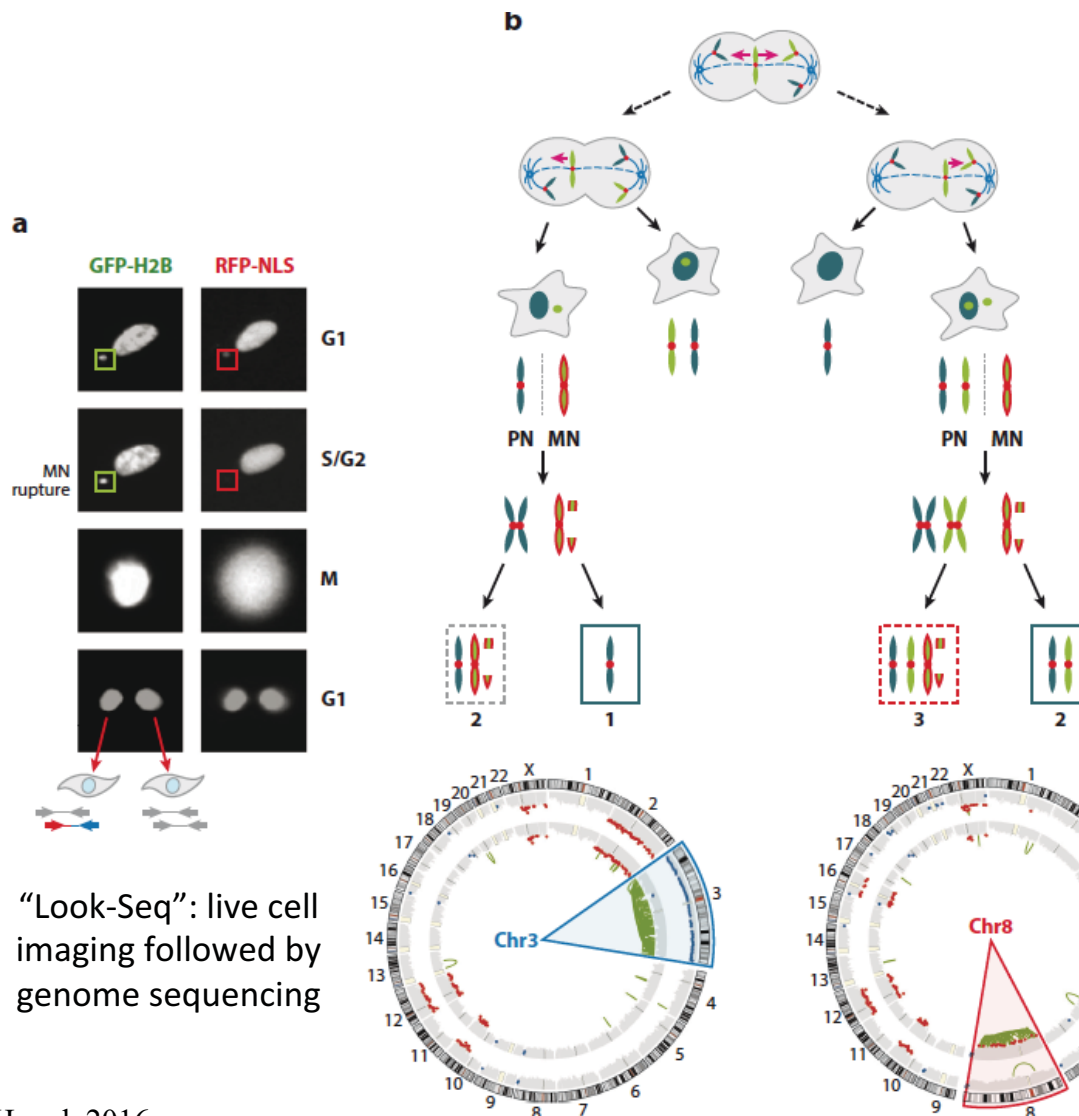 b
a
GFP-H2B RFP-NLS
G1
MN
rupture
S/G2
M
G1
PN MN
PN MN
2
1
3
2
X 1 2 3 4 5 6 7 8 9 10 11 12 13 14 15 16 17 18 19 20 21 22
Chr3
X 1 8 9 10 11 12 13 14 15 16 17 18 19 20 21 22
Chr8
“Look-Seq”: live cell
imaging followed by
genome sequencing
2016